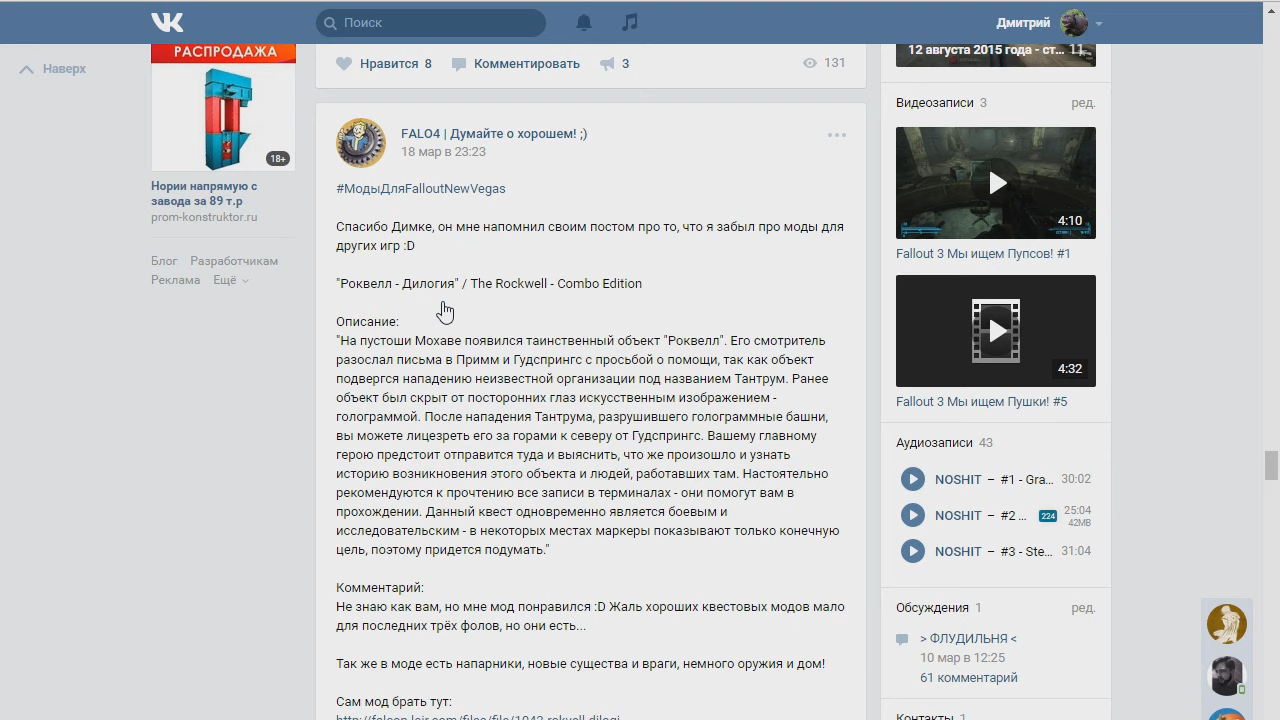 Поиск
Дмитрий
Наверх
РАСПРОДАЖА
18+
Нории напрямую с
завода за 89 т.р
prom-konstruktor.ru
Блог Разработчикам
Реклама Ещё
Нравится 8 Комментировать 3 131
FALO4 | Думайте о хорошем! ;)
18 мар в 23:23
#МодыДляFalloutNewVegas
Спасибо Димке, он мне напомнил своим постом про то, что я забыл про моды для
других игр :D
"Роквелл - Дилогия" / The Rockwell - Combo Edition
Описание:
"На пустоши Мохаве появился таинственный объект "Роквелл". Его смотритель
разослал письма в Примм и Гудспрингс с просьбой о помощи, так как объект
подвергся нападению неизвестной организации под названием Тантрум. Ранее
объект был скрыт от посторонних глаз искусственным изображением -
голограммой. После нападения Тантрума, разрушившего голограммные башни,
вы можете лицезреть его за горами к северу от Гудспрингс. Вашему главному
герою предстоит отправится туда и выяснить, что же произошло и узнать
историю возникновения этого объекта и людей, работавших там. Настоятельно
рекомендуются к прочтению все записи в терминалах - они помогут вам в
прохождении. Данный квест одновременно является боевым и
исследовательским - в некоторых местах маркеры показывают только конечную
цель, поэтому придется подумать."
Комментарий:
Не знаю как вам, но мне мод понравился :D Жаль хороших квестовых модов мало
для последних трёх фолов, но они есть...
Так же в моде есть напарники, новые существа и враги, немного оружия и дом!
Сам мод брать тут:
12 августа 2015 года - ст... 11
Видеозаписи 3 ред.
4:10
Fallout 3 Мы ищем Пупсов! #1
4:32
Fallout 3 Мы ищем Пушки! #5
Аудиозаписи 43
NOSHIT – #1 - Gra... 30:02
NOSHIT – #2 ... 224 25:04
42MB
NOSHIT – #3 - Ste... 31:04
Обсуждения 1 ред.
> ФЛУДИЛЬНЯ <
10 мар в 12:25
61 комментарий
Контакты 1